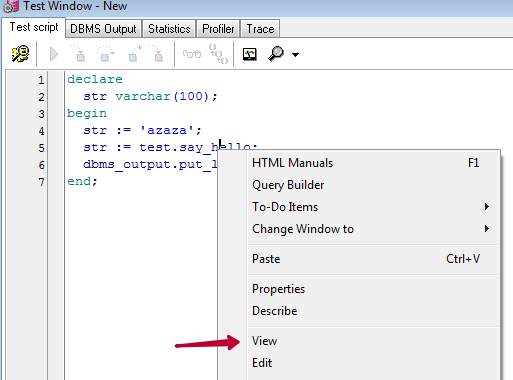 Test Window - New
Test script DBMS Output Statistics Profiler Trace
1 declare
2 str varchar(100);
3 begin
4 str := 'azaza';
5 str := test.say_hello;
6 dbms_output.put_l
7 end;
HTML Manuals F1
Query Builder
To-Do Items
Change Window to
Paste Ctrl+V
Properties
Describe
View
Edit